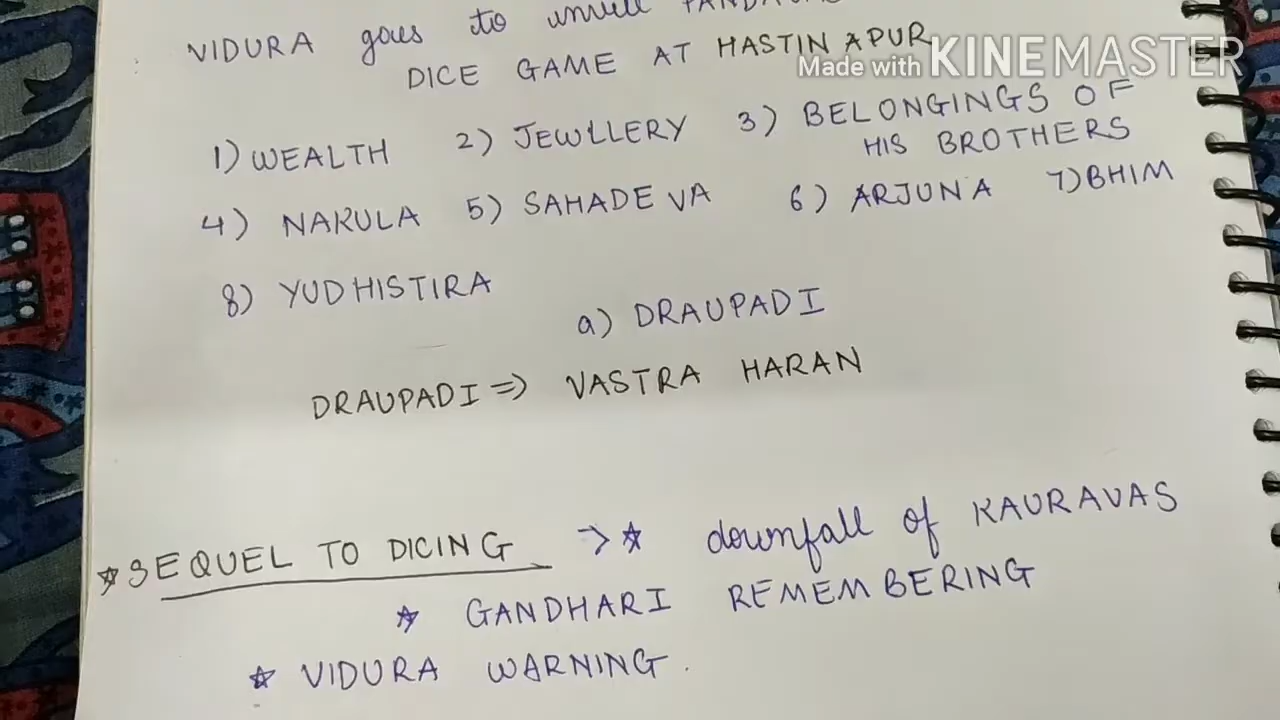 VIDURA goes to
DICE GAME AT HASTINAPUR
Made with KINEMASTER
1) WEALTH 2) JEWLLERY 3) BELONGINGS OF
HIS BROTHERS
4) NAKULA 5) SAHADEVA 6) ARJUNA 7) BHIM
8) YUDHISTIRA
a) DRAUPADI
DRAUPADI => VASTRA HARAN
* SEQUEL TO DICING -> * downfall of KAURAVAS
* GANDHARI REMEMBERING
* VIDURA WARNING.